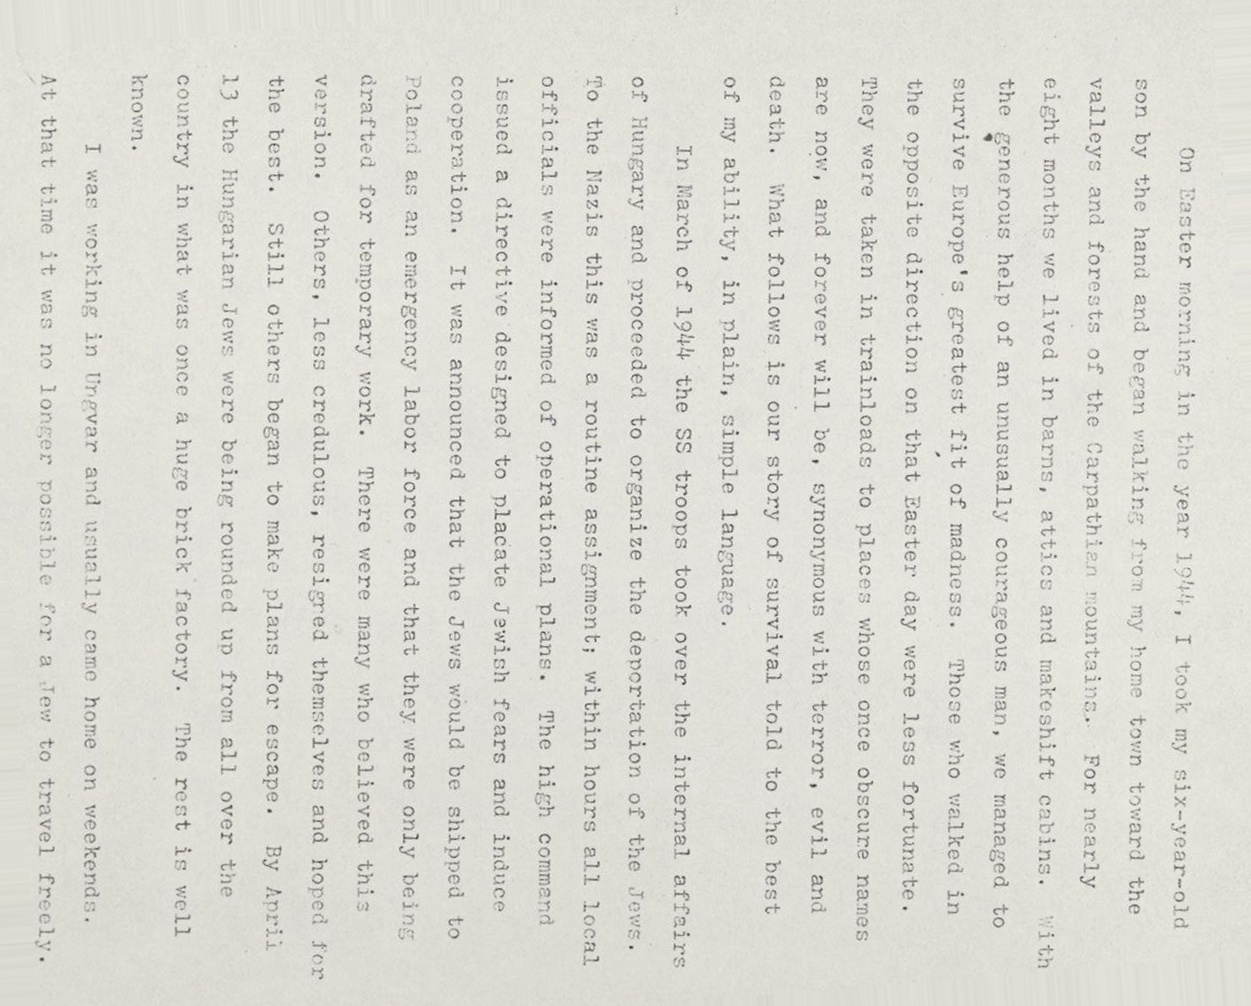 On Easter morning in the year 1944, I took my six-year-old
son by the hand and began walking from my home town toward the
valleys and forests of the Carpathian mountains. For nearly
eight months we lived in barns, attics and makeshift cabins. With
the generous help of an unusually courageous man, we managed to
survive Europe's greatest fit of madness. Those who walked in
the opposite direction on that Easter day were less fortunate.
They were taken in trainloads to places whose once obscure names
are now, and forever will be, synonymous with terror, evil and
death. What follows is our story of survival told to the best
of my ability, in plain, simple language.
In March of 1944 the SS troops took over the internal affairs
of Hungary and proceeded to organize the deportation of the Jews.
To the Nazis this was a routine assignment; within hours all local
officials were informed of operational plans. The high command
issued a directive designed to placate Jewish fears and induce
cooperation. It was announced that the Jews would be shipped to
Poland as an emergency labor force and that they were only being
drafted for temporary work. There were many who believed this
version. Others, less credulous, resigred themselves and hoped for
the best. Still others began to make plans for escape. By April
13 the Hungarian Jews were being rounded up from all over the
country in what was once a huge brick factory. The rest is well
known.
I was working in Ungvar and usually came home on weekends.
At that time it was no longer possible for a Jew to travel freely.